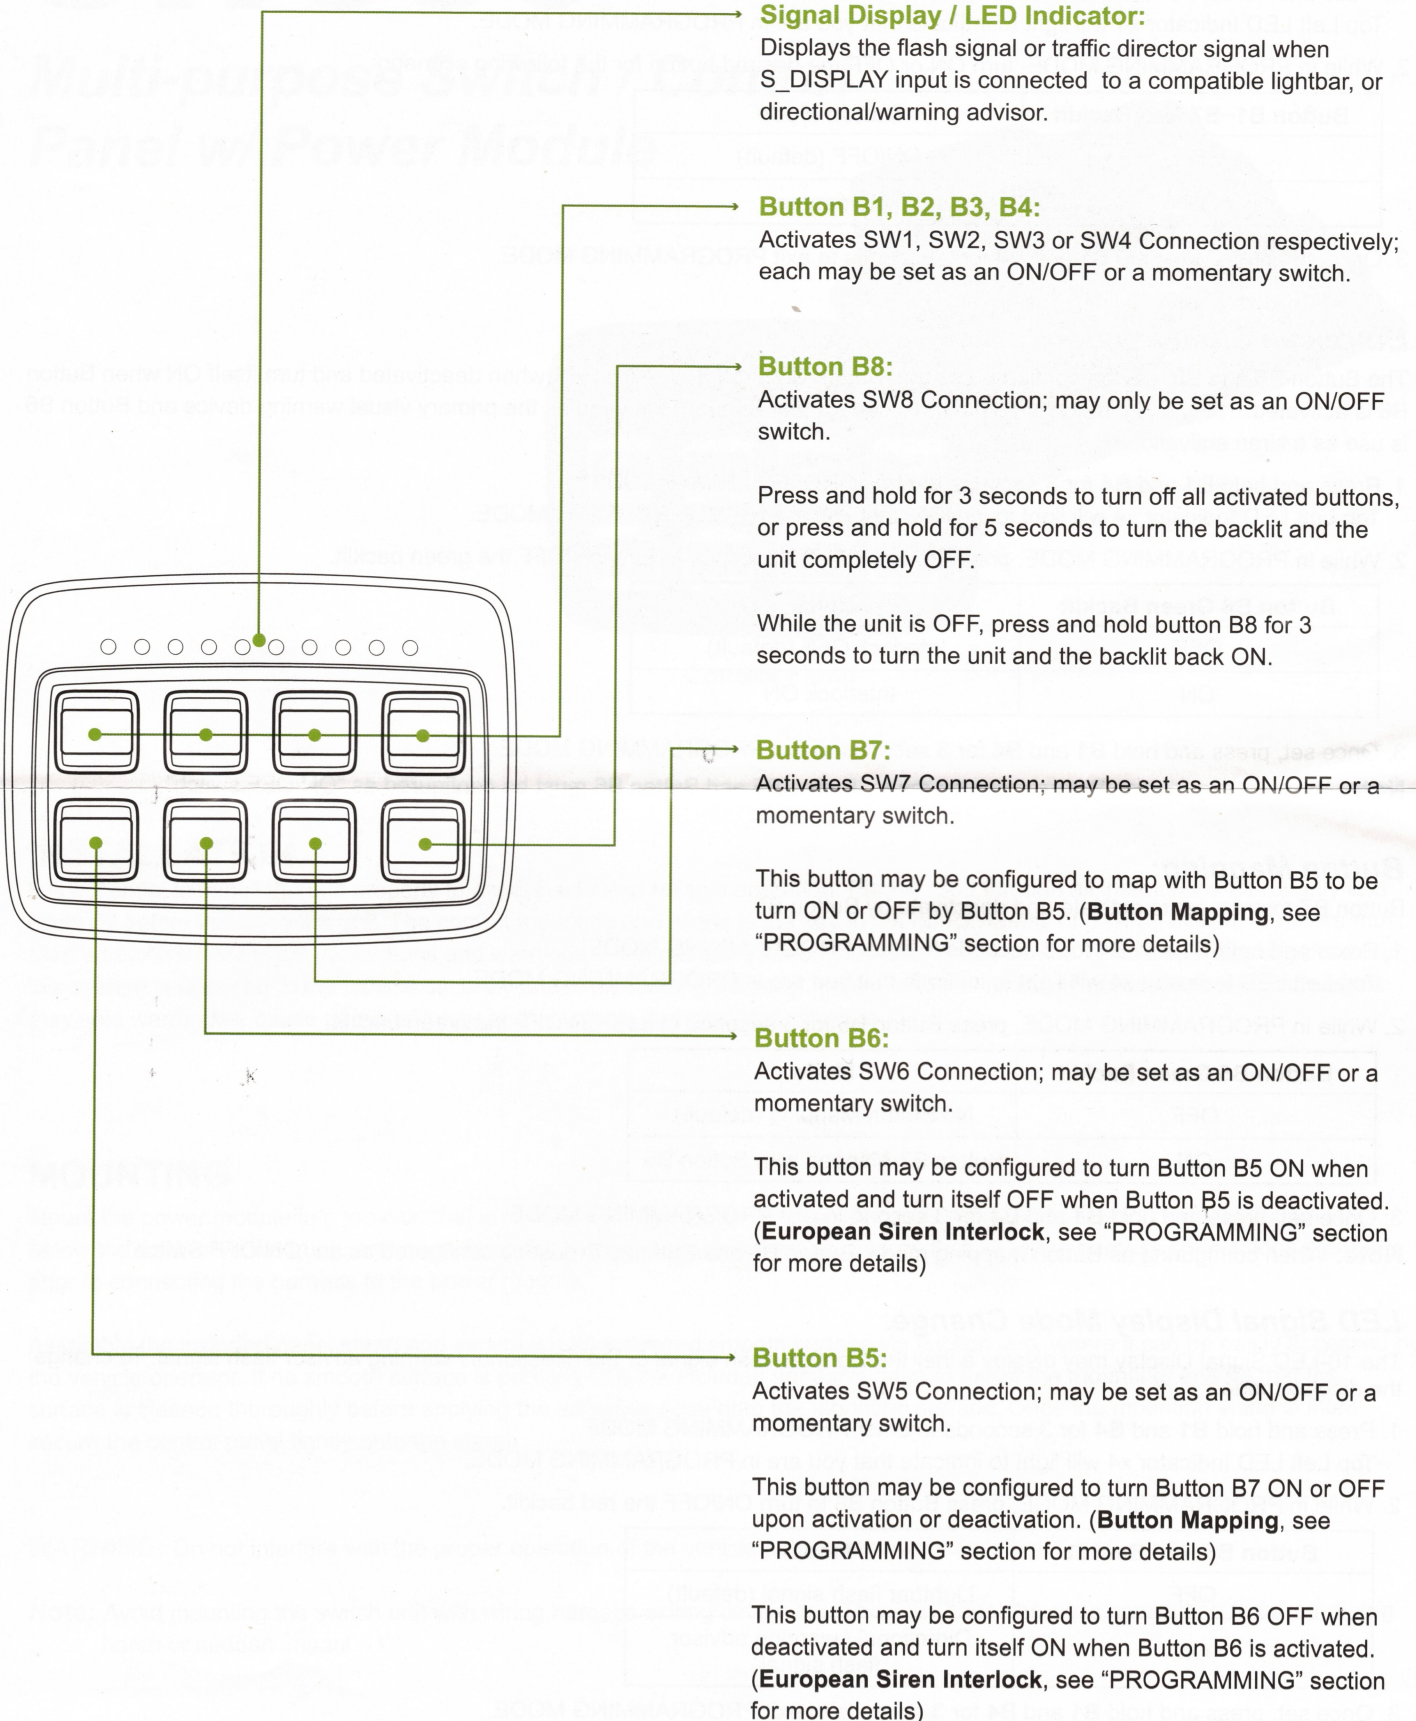 Signal Display / LED Indicator:
Displays the flash signal or traffic director signal when
S_DISPLAY input is connected to a compatible lightbar, or
directional/warning advisor.
Button B1, B2, B3, B4:
Activates SW1, SW2, SW3 or SW4 Connection respectively;
each may be set as an ON/OFF or a momentary switch.
Button B8:
Activates SW8 Connection; may only be set as an ON/OFF
switch.
Press and hold for 3 seconds to turn off all activated buttons,
or press and hold for 5 seconds to turn the backlit and the
unit completely OFF.
While the unit is OFF, press and hold button B8 for 3
seconds to turn the unit and the backlit back ON.
Button B7:
Activates SW7 Connection; may be set as an ON/OFF or a
momentary switch.
This button may be configured to map with Button B5 to be
turn ON or OFF by Button B5. (Button Mapping, see
“PROGRAMMING” section for more details)
Button B6:
Activates SW6 Connection; may be set as an ON/OFF or a
momentary switch.
This button may be configured to turn Button B5 ON when
activated and turn itself OFF when Button B5 is deactivated.
(European Siren Interlock, see “PROGRAMMING” section
for more details)
Button B5:
Activates SW5 Connection; may be set as an ON/OFF or a
momentary switch.
This button may be configured to turn Button B7 ON or OFF
upon activation or deactivation. (Button Mapping, see
“PROGRAMMING” section for more details)
This button may be configured to turn Button B6 OFF when
deactivated and turn itself ON when Button B6 is activated.
(European Siren Interlock, see “PROGRAMMING” section
for more details)